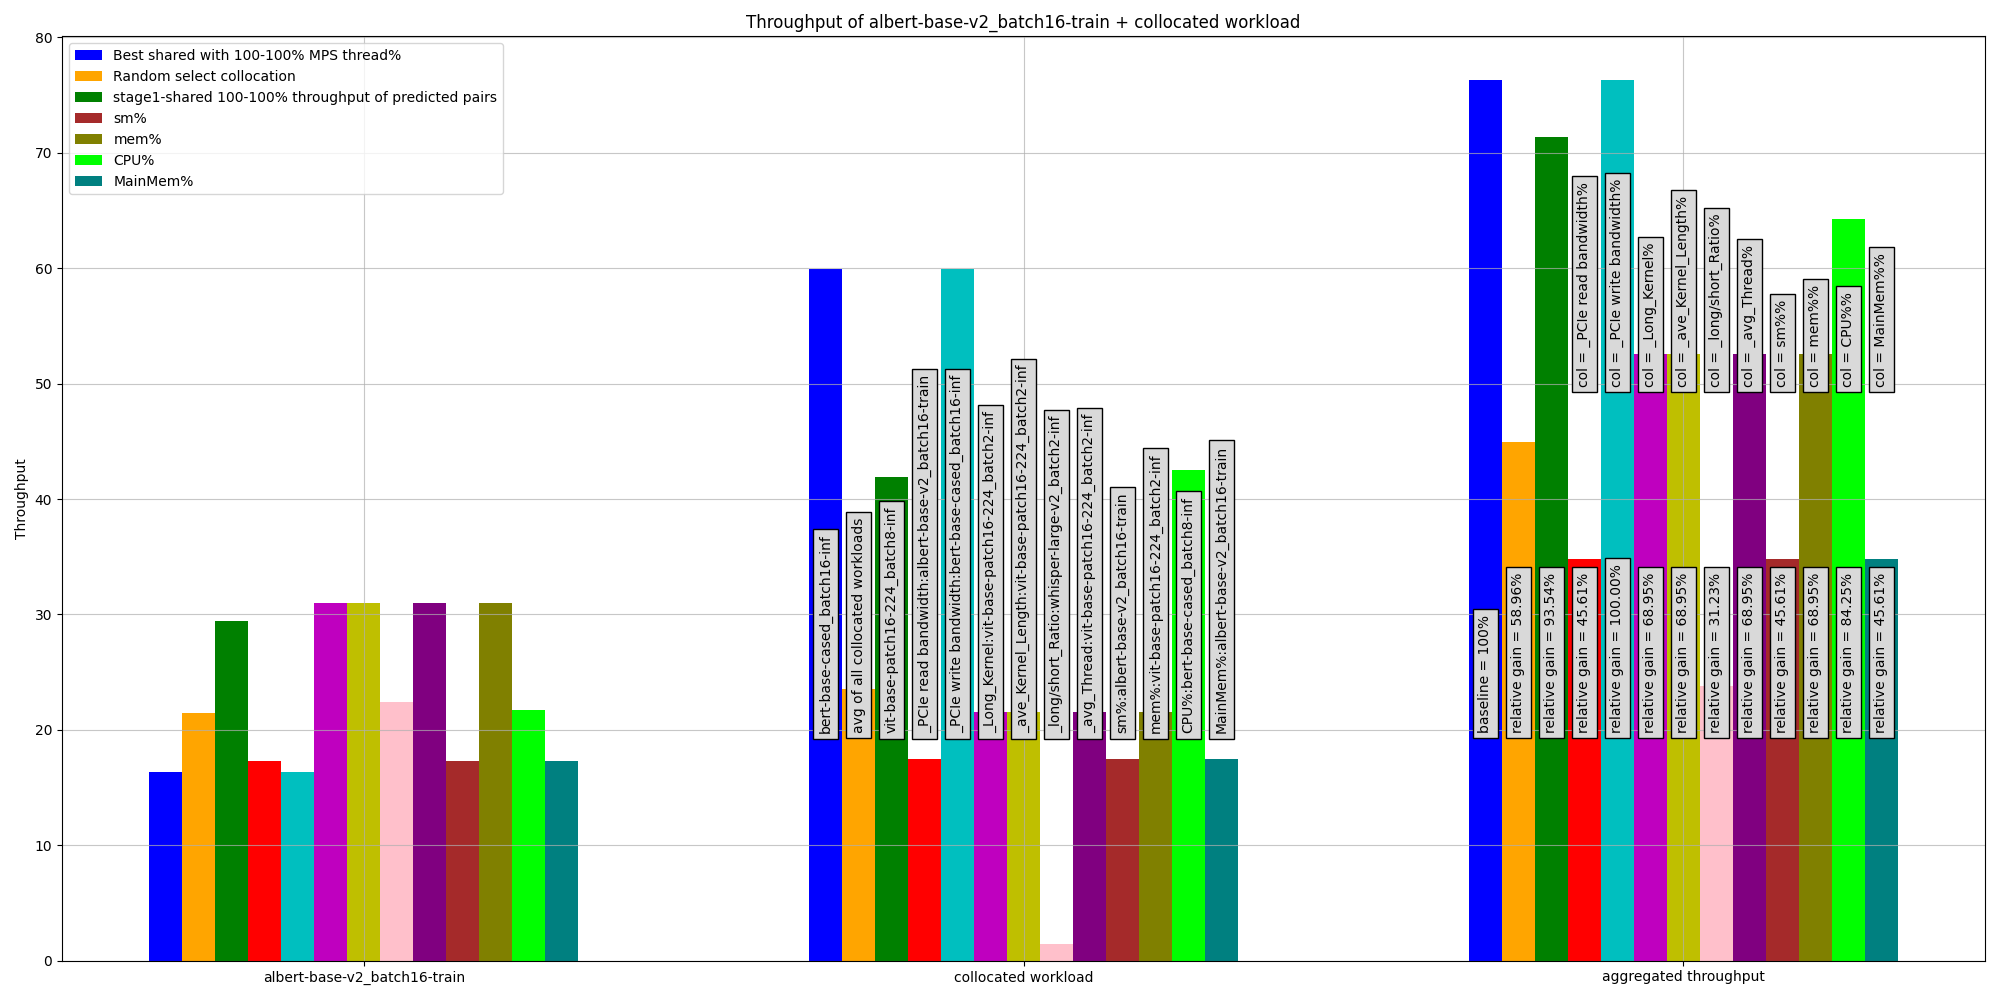 Throughput of albert-base-v2_batch16-train + collocated workload
Best shared with 100-100% MPS thread%
Random select collocation
stage1-shared 100-100% throughput of predicted pairs
sm%
mem%
CPU%
MainMem%
Throughput
80
70
60
50
40
30
20
10
0
bert-base-cased_batch16-inf
avg of all collocated workloads
vit-base-patch16-224_batch8-inf
_PCIe read bandwidth:albert-base-v2_batch16-train
_PCIe write bandwidth:bert-base-cased_batch16-inf
_Long_Kernel:vit-base-patch16-224_batch2-inf
_ave_Kernel_Length:vit-base-patch16-224_batch2-inf
_long/short_Ratio:whisper-large-v2_batch2-inf
_avg_Thread:vit-base-patch16-224_batch2-inf
sm%:albert-base-v2_batch16-train
mem%:vit-base-patch16-224_batch2-inf
CPU%:bert-base-cased_batch8-inf
MainMem%:albert-base-v2_batch16-train
col = _PCIe read bandwidth%
col = _PCIe write bandwidth%
col = _Long_Kernel%
col = _ave_Kernel_Length%
col = _long/short_Ratio%
col = _avg_Thread%
col = sm%%
col = mem%%
col = CPU%%
col = MainMem%%
baseline = 100%
relative gain = 58.96%
relative gain = 93.54%
relative gain = 45.61%
relative gain = 100.00%
relative gain = 68.95%
relative gain = 68.95%
relative gain = 31.23%
relative gain = 68.95%
relative gain = 45.61%
relative gain = 68.95%
relative gain = 84.25%
relative gain = 45.61%
albert-base-v2_batch16-train
collocated workload
aggregated throughput